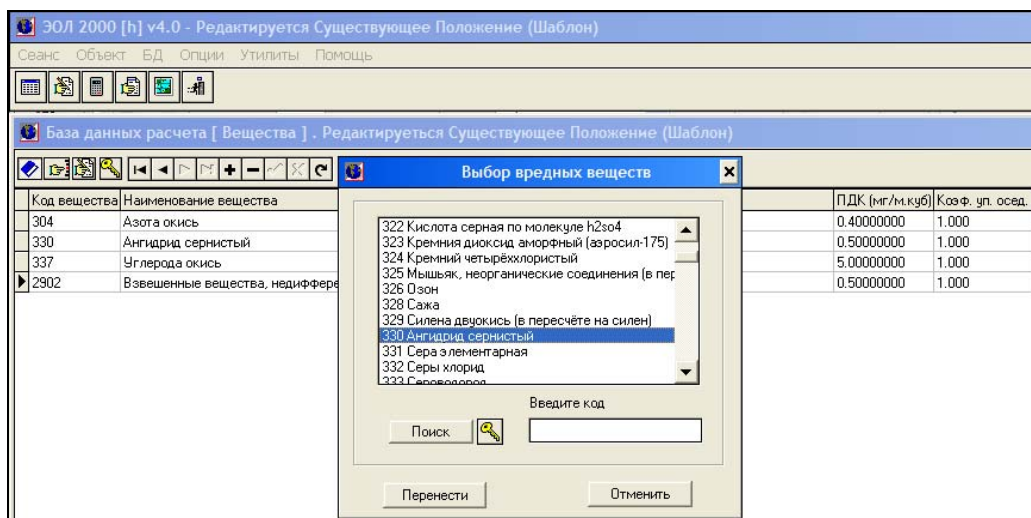 ЭОЛ 2000 [h] v4.0 - Редактируется Существующее Положение (Шаблон)
Сеанс Объект БД Опции Утилиты Помощь
База данных расчета [ Вещества ] . Редактируеться Существующее Положение (Шаблон)
Код вещества Наименование вещества ПДК (мг/м.куб) Коэф. уп. осед.
304 Азота окись 0.40000000 1.000
330 Ангидрид сернистый 0.50000000 1.000
337 Углерода окись 5.00000000 1.000
2902 Взвешенные вещества, недиффере 0.50000000 1.000
Выбор вредных веществ
322 Кислота серная по молекуле h2so4
323 Кремния диоксид аморфный (аэросил-175)
324 Кремний четырёххлористый
325 Мышьяк, неорганические соединения (в пер
326 Озон
328 Сажа
329 Силена двуокись (в пересчёте на силен)
330 Ангидрид сернистый
331 Сера элементарная
332 Серы хлорид
333 Сероводород
Введите код
Поиск
Перенести Отменить